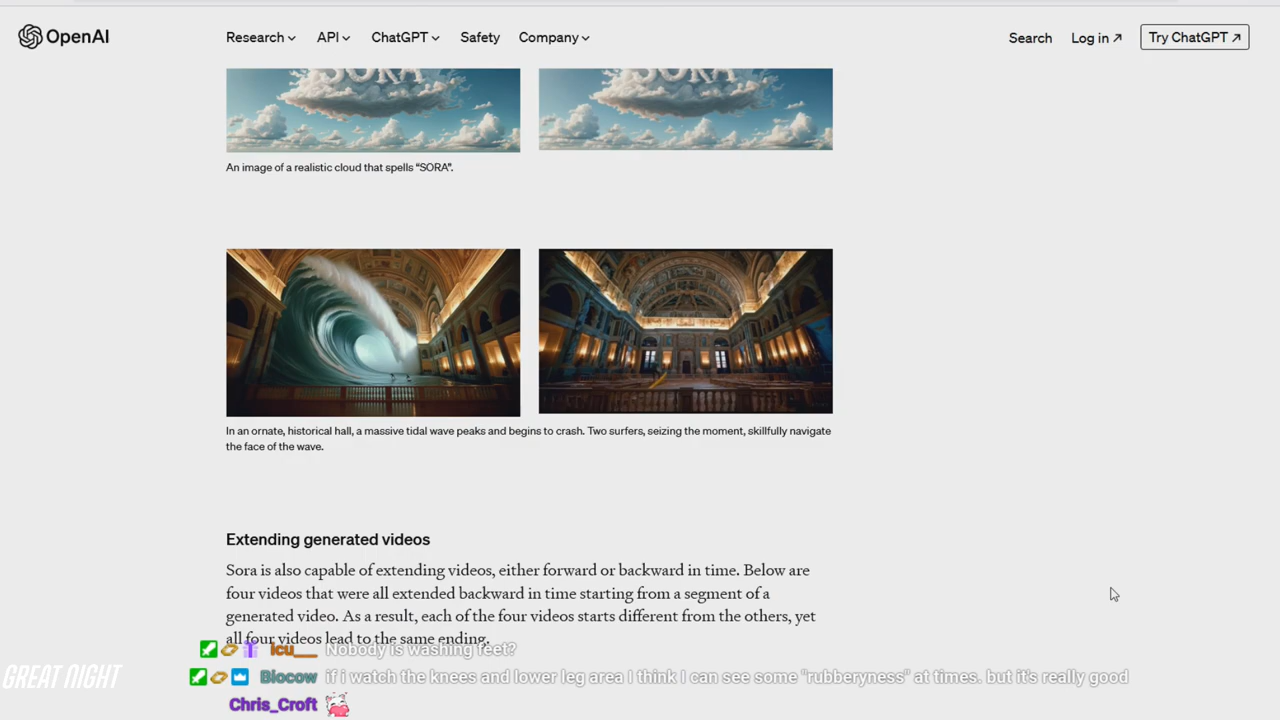 OpenAI
Research API ChatGPT Safety Company
Search Log in ↗ Try ChatGPT ↗
SORA SORA
An image of a realistic cloud that spells “SORA”.
In an ornate, historical hall, a massive tidal wave peaks and begins to crash. Two surfers, seizing the moment, skillfully navigate
the face of the wave.
Extending generated videos
Sora is also capable of extending videos, either forward or backward in time. Below are
four videos that were all extended backward in time starting from a segment of a
generated video. As a result, each of the four videos starts different from the others, yet
all four videos lead to the same ending.
Icu___ Nobody is washing feet?
Blocow if i watch the knees and lower leg area I think I can see some "rubberyness" at times. but it's really good
GREAT NIGHT
Chris_Croft